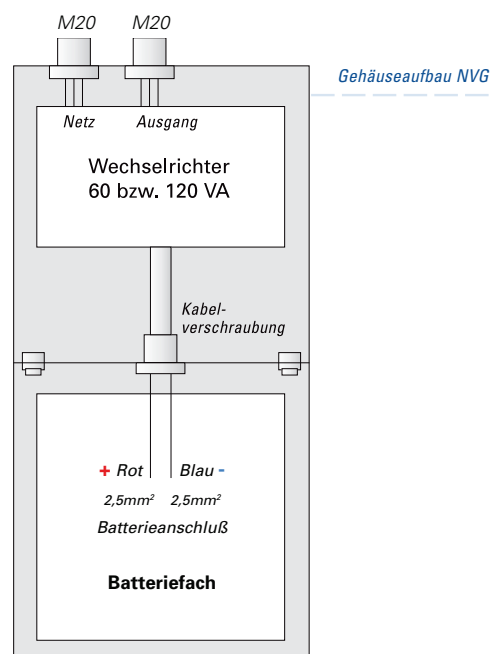 M20 M20
Gehäuseaufbau NVG
Netz Ausgang
Wechselrichter
60 bzw. 120 VA
Kabel-
verschraubung
+ Rot Blau -
2,5mm² 2,5mm²
Batterieanschluß
Batteriefach